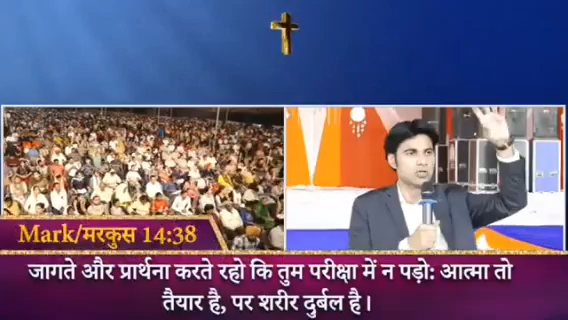 Mark/मरकुस 14:38
जागते और प्रार्थना करते रहो कि तुम परीक्षा में न पड़ो: आत्मा तो
तैयार है, पर शरीर दुर्बल है।